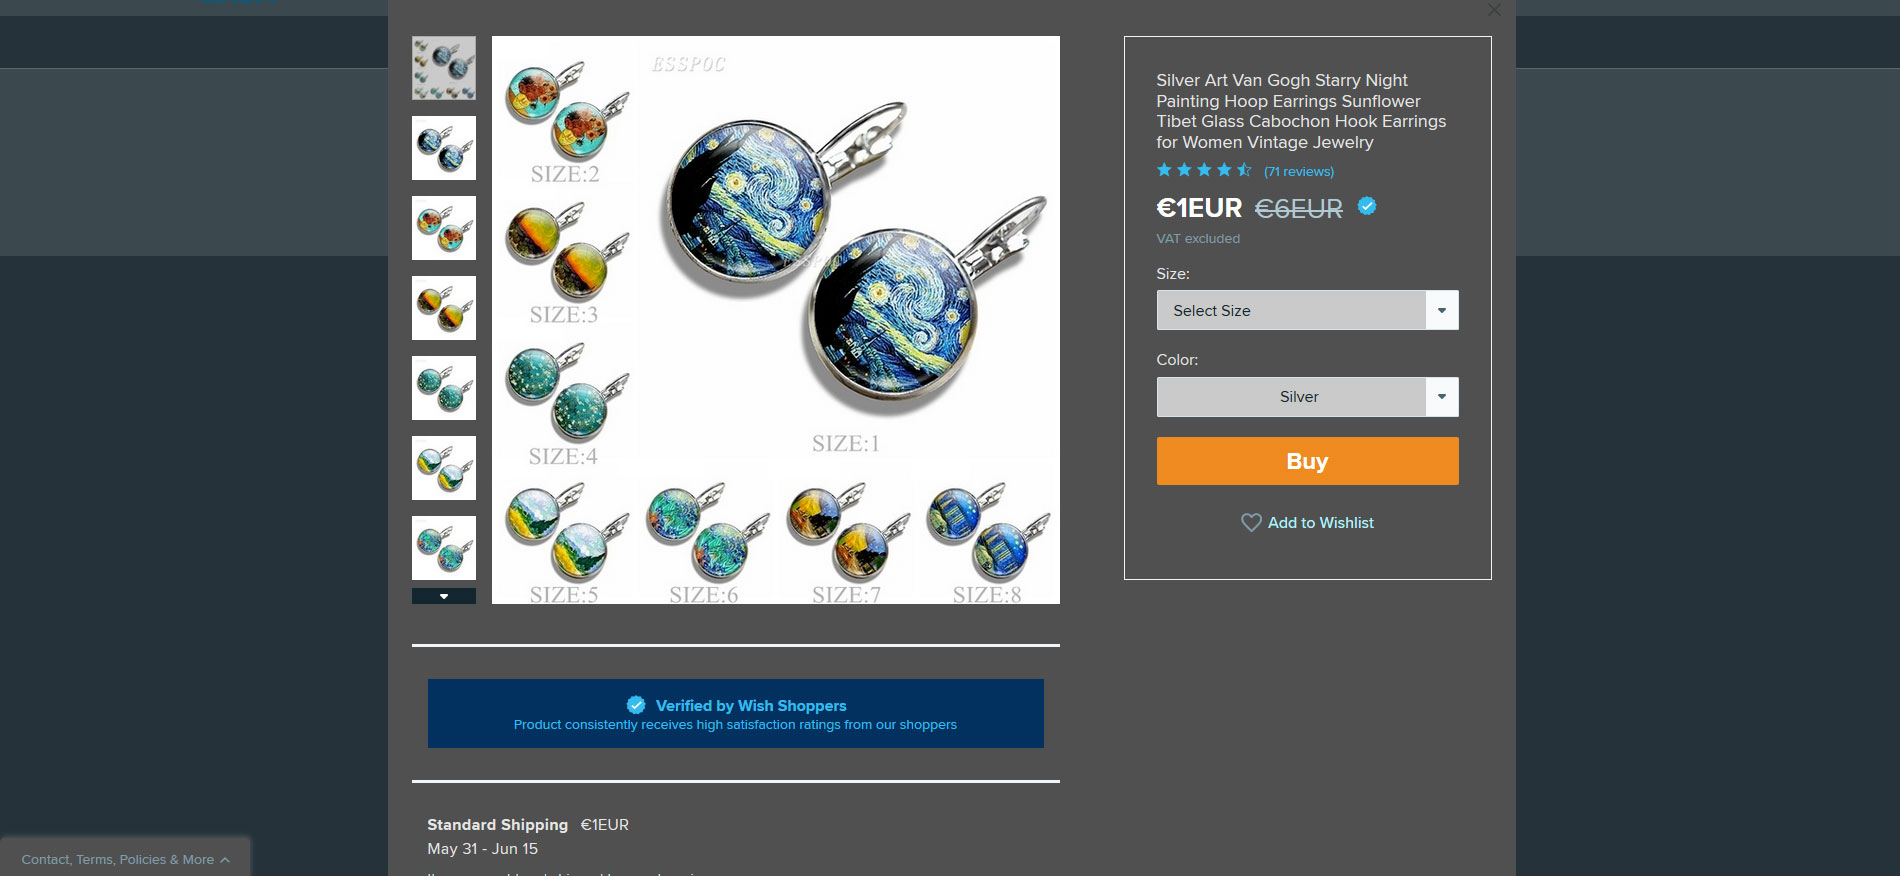 ESSPOC
SIZE:2
SIZE:3
ESSPOC
SIZE:4
SIZE:1
SIZE:5
SIZE:6
SIZE:7
SIZE:8
Silver Art Van Gogh Starry Night
Painting Hoop Earrings Sunflower
Tibet Glass Cabochon Hook Earrings
for Women Vintage Jewelry
(71 reviews)
€1EUR €6EUR
VAT excluded
Size:
Select Size
Color:
Silver
Buy
Add to Wishlist
Verified by Wish Shoppers
Product consistently receives high satisfaction ratings from our shoppers
Standard Shipping €1EUR
May 31 - Jun 15
Contact, Terms, Policies & More